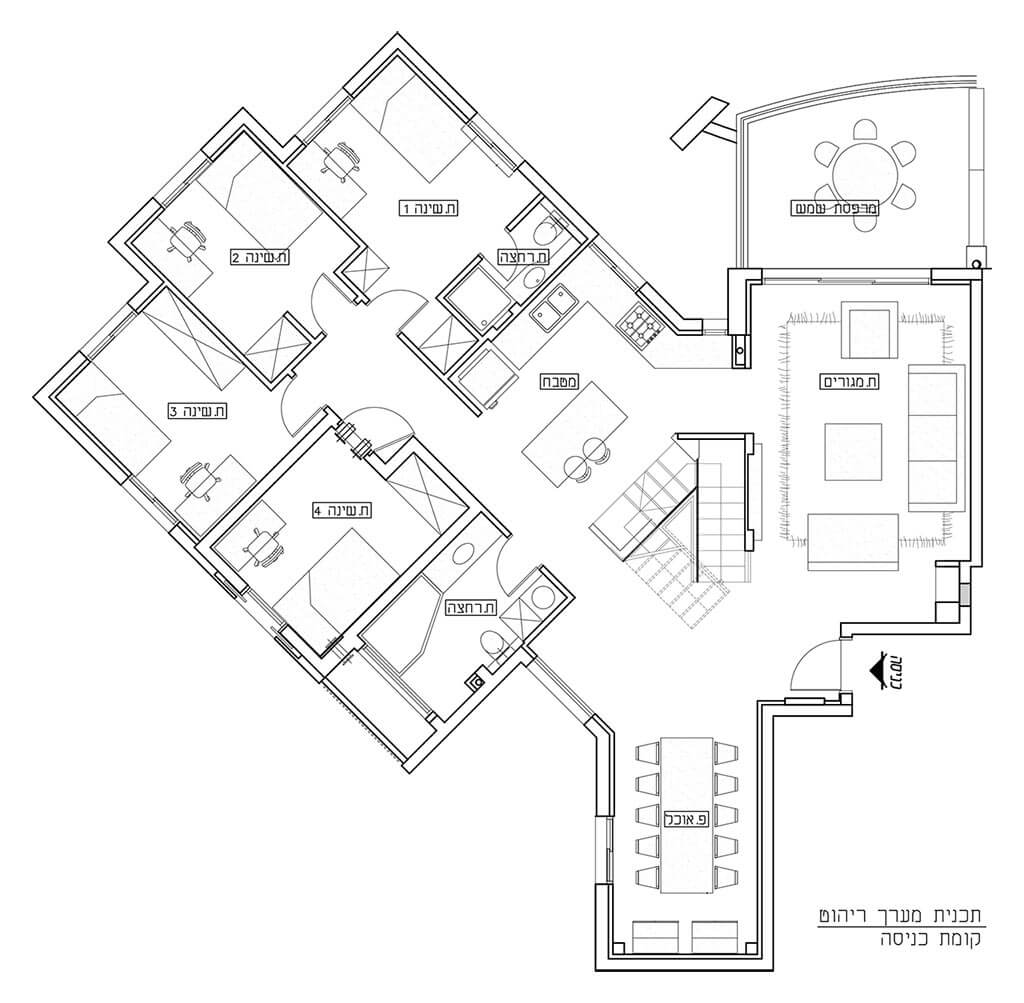 ח.שינה 1
מרפסת שמש
ח.שינה 2
ח.רחצה
מטבח
ח.מגורים
ח.שינה 3
ח.שינה 4
ח.רחצה
כניסה
פ.אוכל
תכנית מערך ריהוט
קומת כניסה